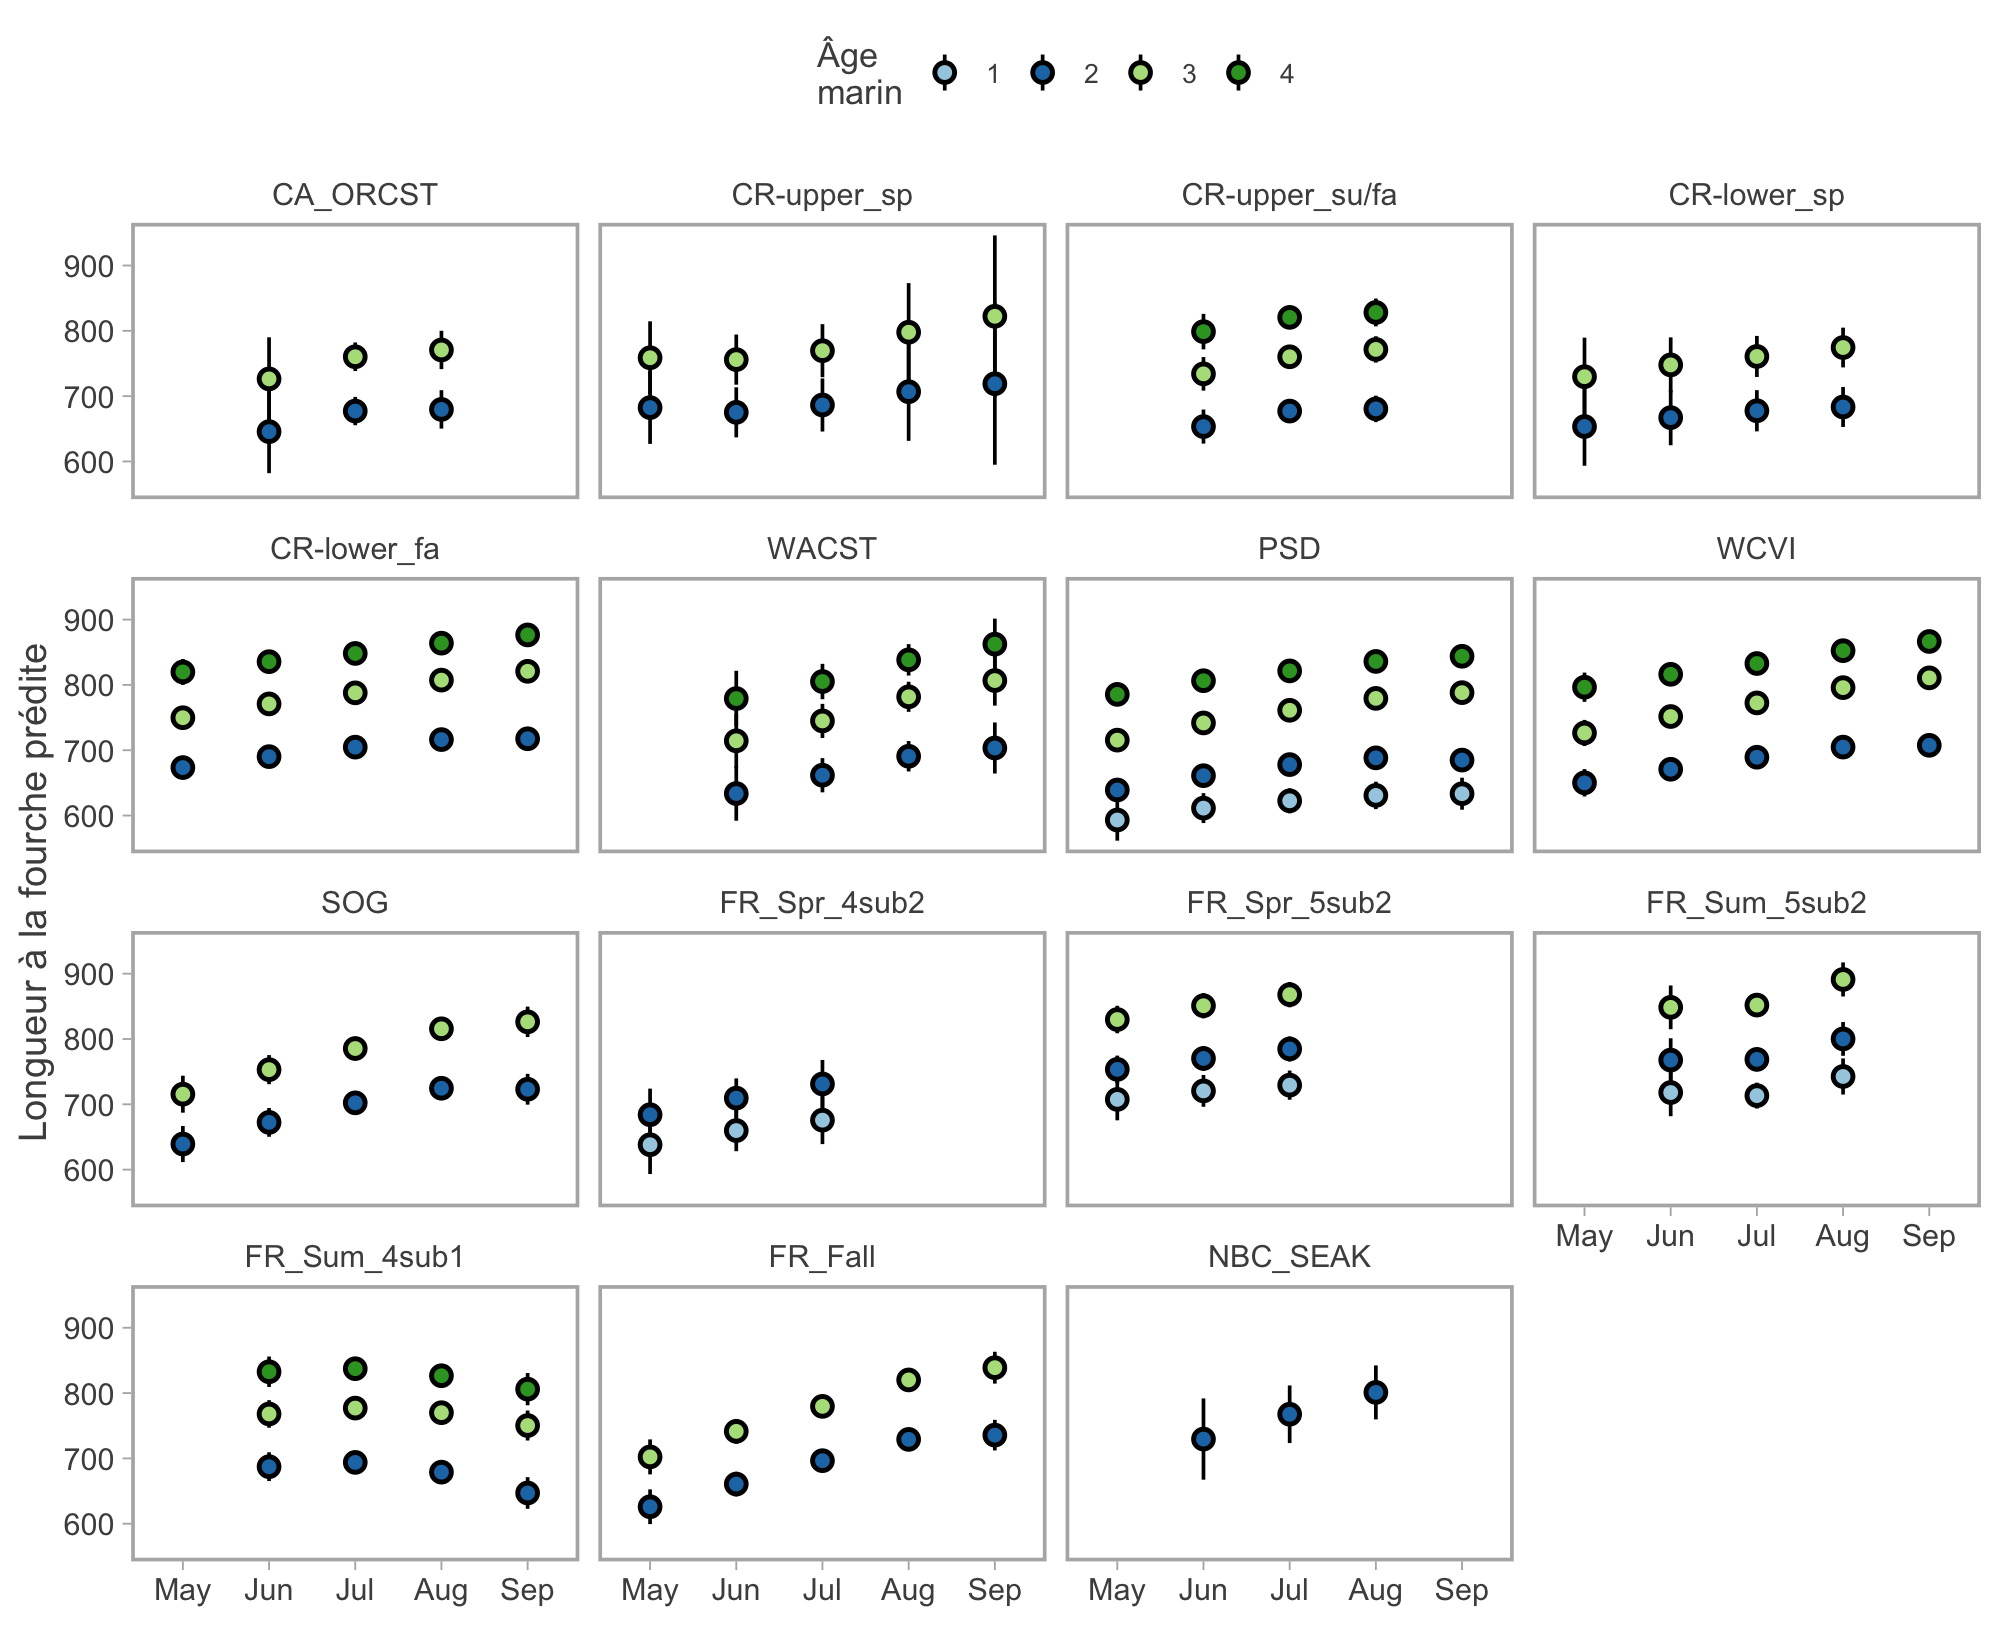 Âge
marin
1 2 3 4
CA_ORCST CR-upper_sp CR-upper_su/fa CR-lower_sp
900
800
700
600
CR-lower_fa WACST PSD WCVI
900
800
700
600
Longueur à la fourche prédite
SOG FR_Spr_4sub2 FR_Spr_5sub2 FR_Sum_5sub2
900
800
700
600
May Jun Jul Aug Sep
FR_Sum_4sub1 FR_Fall NBC_SEAK
900
800
700
600
May Jun Jul Aug Sep May Jun Jul Aug Sep May Jun Jul Aug Sep